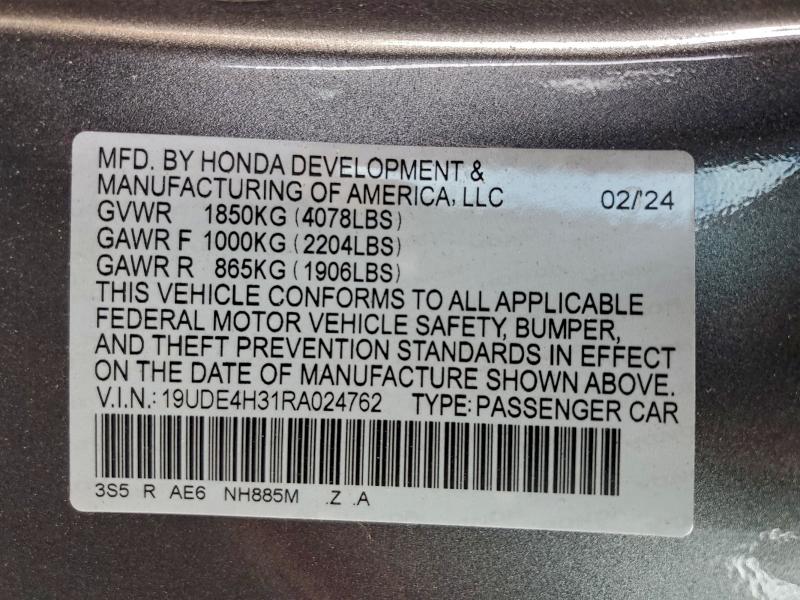 MFD. BY HONDA DEVELOPMENT &
MANUFACTURING OF AMERICA, LLC 02/'24
GVWR 1850KG (4078LBS)
GAWR F 1000KG (2204LBS)
GAWR R 865KG (1906LBS)
THIS VEHICLE CONFORMS TO ALL APPLICABLE
FEDERAL MOTOR VEHICLE SAFETY, BUMPER,
AND THEFT PREVENTION STANDARDS IN EFFECT
ON THE DATE OF MANUFACTURE SHOWN ABOVE.
V.I.N.: 19UDE4H31RA024762 TYPE: PASSENGER CAR
3S5 R AE6 NH885M .Z .A